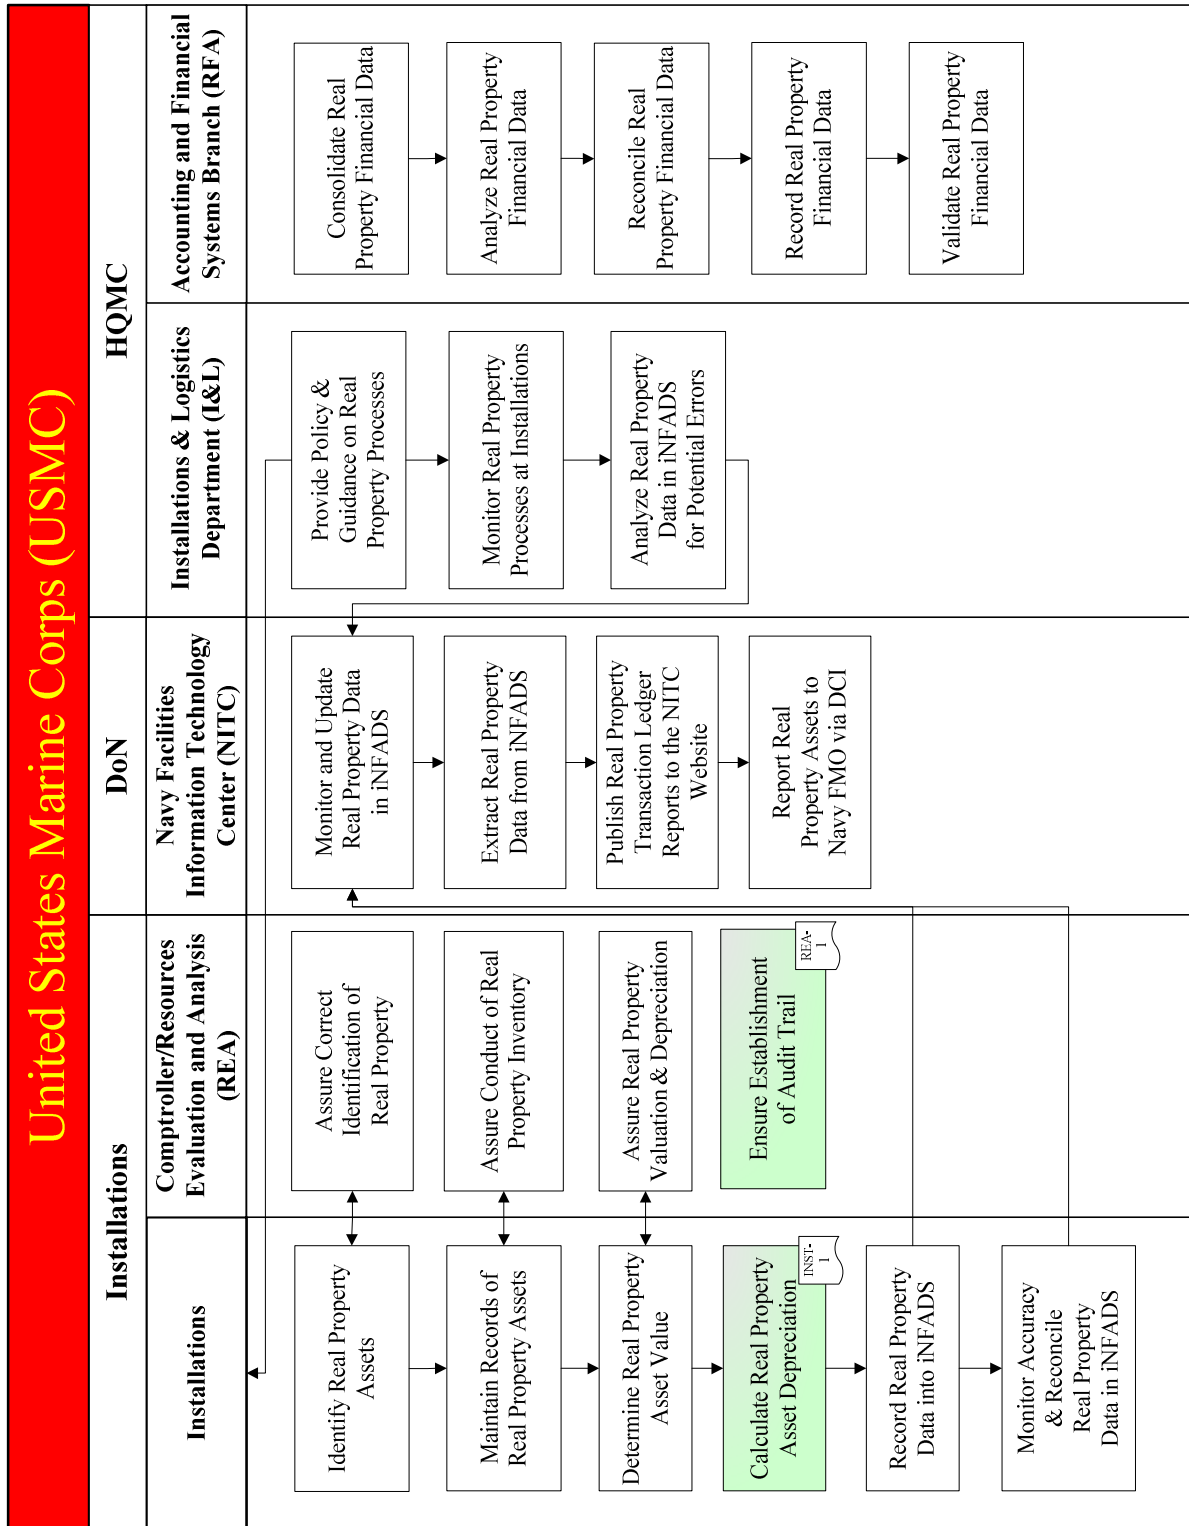 United States Marine Corps (USMC)
Installations
DoN
HQMC
Installations
Comptroller/Resources
Evaluation and Analysis
(REA)
Navy Facilities
Information Technology
Center (NITC)
Installations & Logistics
Department (I&L)
Accounting and Financial
Systems Branch (RFA)
Identify Real Property
Assets
Maintain Records of
Real Property Assets
Determine Real Property
Asset Value
Calculate Real Property
Asset Depreciation
INST-
1
Record Real Property
Data into iNFADS
Monitor Accuracy
& Reconcile
Real Property
Data in iNFADS
Assure Correct
Identification of
Real Property
Assure Conduct of Real
Property Inventory
Assure Real Property
Valuation & Depreciation
Ensure Establishment
of Audit Trail
REA-
1
Monitor and Update
Real Property Data
in iNFADS
Extract Real Property
Data from iNFADS
Publish Real Property
Transaction Ledger
Reports to the NITC
Website
Report Real
Property Assets to
Navy FMO via DCI
Provide Policy &
Guidance on Real
Property Processes
Monitor Real Property
Processes at Installations
Analyze Real Property
Data in iNFADS
for Potential Errors
Consolidate Real
Property Financial Data
Analyze Real Property
Financial Data
Reconcile Real
Property Financial Data
Record Real Property
Financial Data
Validate Real Property
Financial Data